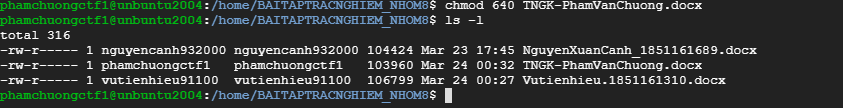 phamchuongctf1@unbuntu2004:/home/BAITAPTRACNGHIEM_NHOM8$ chmod 640 TNGK-PhamVanChuong.docx
phamchuongctf1@unbuntu2004:/home/BAITAPTRACNGHIEM_NHOM8$ ls -l
total 316
-rw-r----- 1 nguyencanh932000 nguyencanh932000 104424 Mar 23 17:45 NguyenXuanCanh_1851161689.docx
-rw-r----- 1 phamchuongctf1   phamchuongctf1   103960 Mar 24 00:32 TNGK-PhamVanChuong.docx
-rw-r----- 1 vutienhieu91100  vutienhieu91100  106799 Mar 24 00:27 Vutienhieu.1851161310.docx
phamchuongctf1@unbuntu2004:/home/BAITAPTRACNGHIEM_NHOM8$